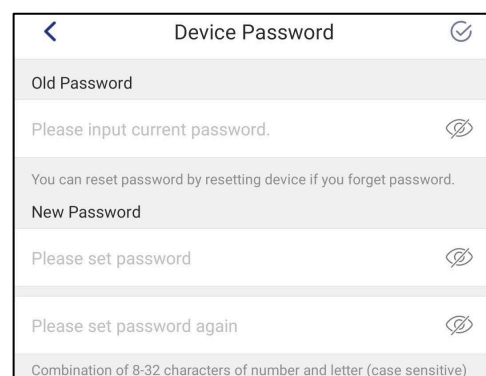 Device Password
Old Password
Please input current password.
You can reset password by resetting device if you forget password.
New Password
Please set password
Please set password again
Combination of 8-32 characters of number and letter (case sensitive)